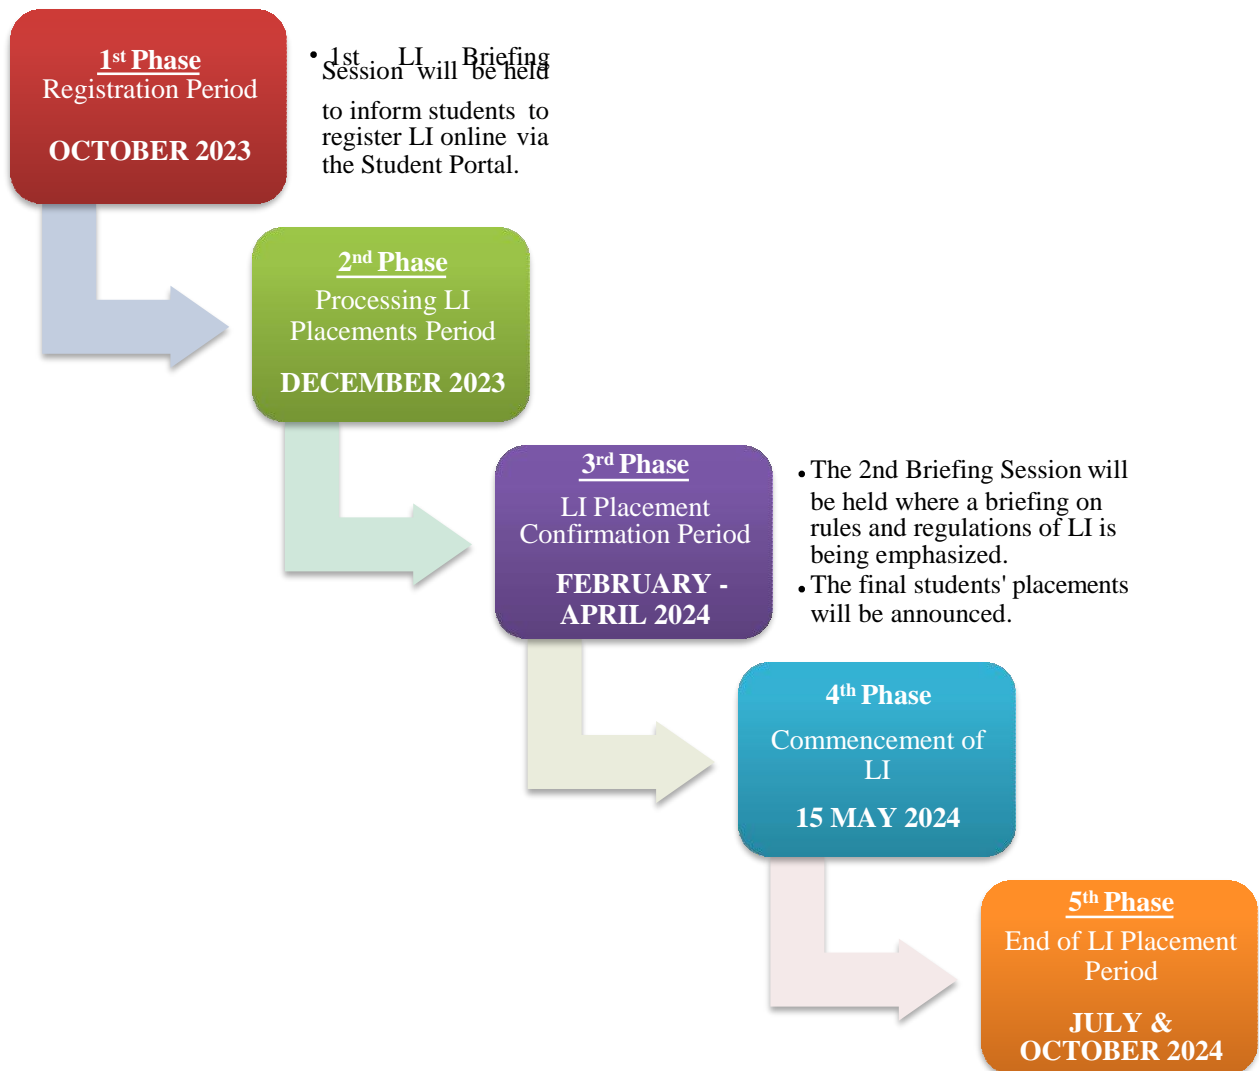 1st Phase
Registration Period
OCTOBER 2023
• 1st LI Briefing
Session will be held
to inform students to
register LI online via
the Student Portal.
2nd Phase
Processing LI
Placements Period
DECEMBER 2023
3rd Phase
LI Placement
Confirmation Period
FEBRUARY -
APRIL 2024
• The 2nd Briefing Session will
be held where a briefing on
rules and regulations of LI is
being emphasized.
• The final students' placements
will be announced.
4th Phase
Commencement of
LI
15 MAY 2024
5th Phase
End of LI Placement
Period
JULY &
OCTOBER 2024